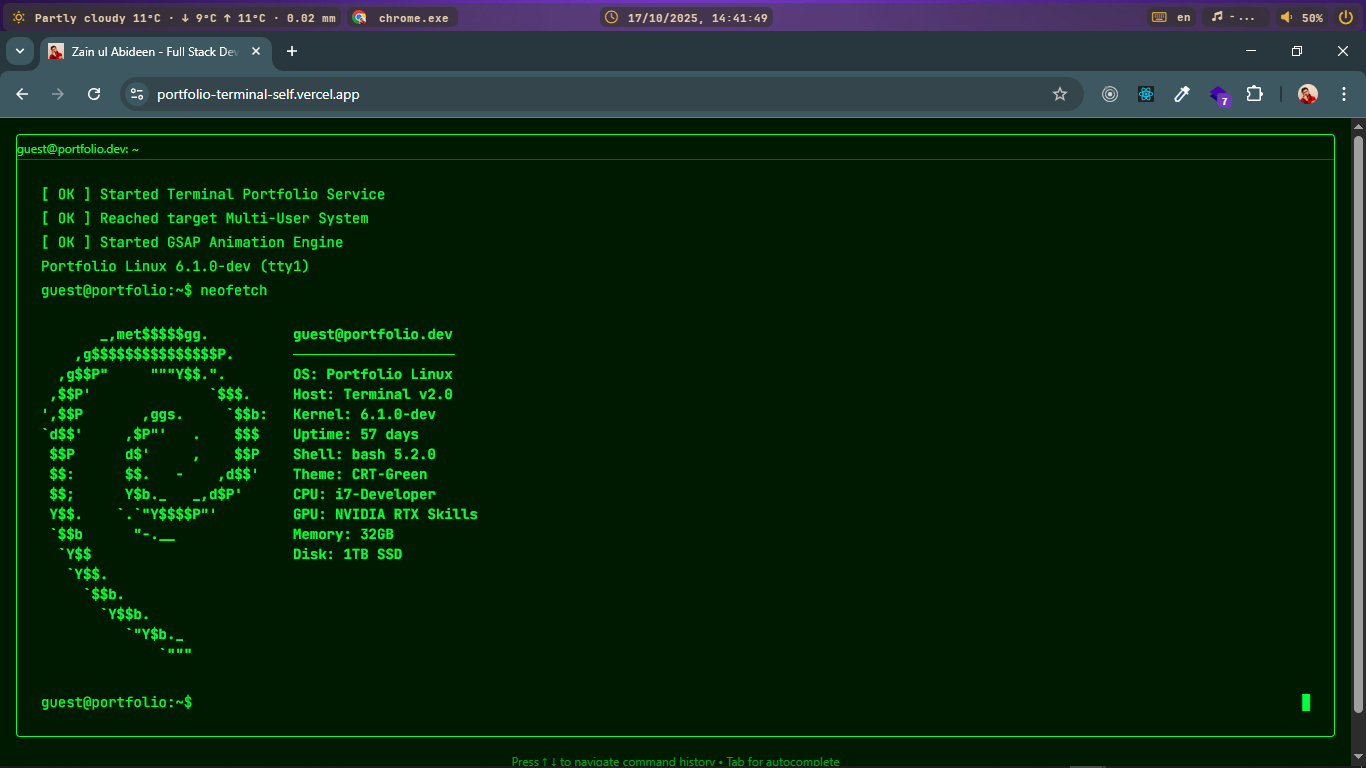 Partly cloudy 11°C · ↓ 9°C ↑ 11°C · 0.02 mm
chrome.exe
17/10/2025, 14:41:49
en
- ...
50%
Zain ul Abideen - Full Stack Dev
portfolio-terminal-self.vercel.app
7
guest@portfolio.dev: ~
[ OK ] Started Terminal Portfolio Service
[ OK ] Reached target Multi-User System
[ OK ] Started GSAP Animation Engine
Portfolio Linux 6.1.0-dev (tty1)
guest@portfolio:~$ neofetch
       _,met$$$$$gg.          guest@portfolio.dev
    ,g$$$$$$$$$$$$$$$P.       ───────────────────
  ,g$$P"     """Y$$.".        OS: Portfolio Linux
 ,$$P'              `$$$.     Host: Terminal v2.0
',$$P       ,ggs.     `$$b:   Kernel: 6.1.0-dev
`d$$'     ,$P"'   .    $$$    Uptime: 57 days
 $$P      d$'     ,    $$P    Shell: bash 5.2.0
 $$:      $$.   -    ,d$$'    Theme: CRT-Green
 $$;      Y$b._   _,d$P'      CPU: i7-Developer
 Y$$.    `.`"Y$$$$P"'         GPU: NVIDIA RTX Skills
 `$$b      "-.__              Memory: 32GB
  `Y$$                        Disk: 1TB SSD
   `Y$$.
     `$$b.
       `Y$$b.
          `"Y$b._
              `"""
guest@portfolio:~$
Press ↑↓ to navigate command history • Tab for autocomplete